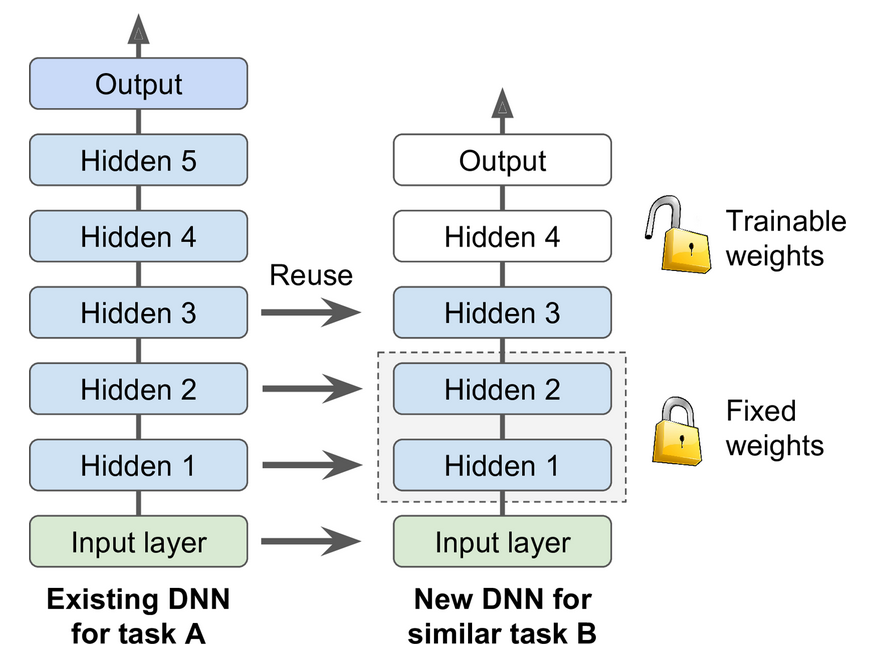 Output
Hidden 5
Hidden 4
Hidden 3
Hidden 2
Hidden 1
Input layer
Existing DNN
for task A
Reuse
Output
Hidden 4
Hidden 3
Hidden 2
Hidden 1
Input layer
New DNN for
similar task B
Trainable
weights
Fixed
weights